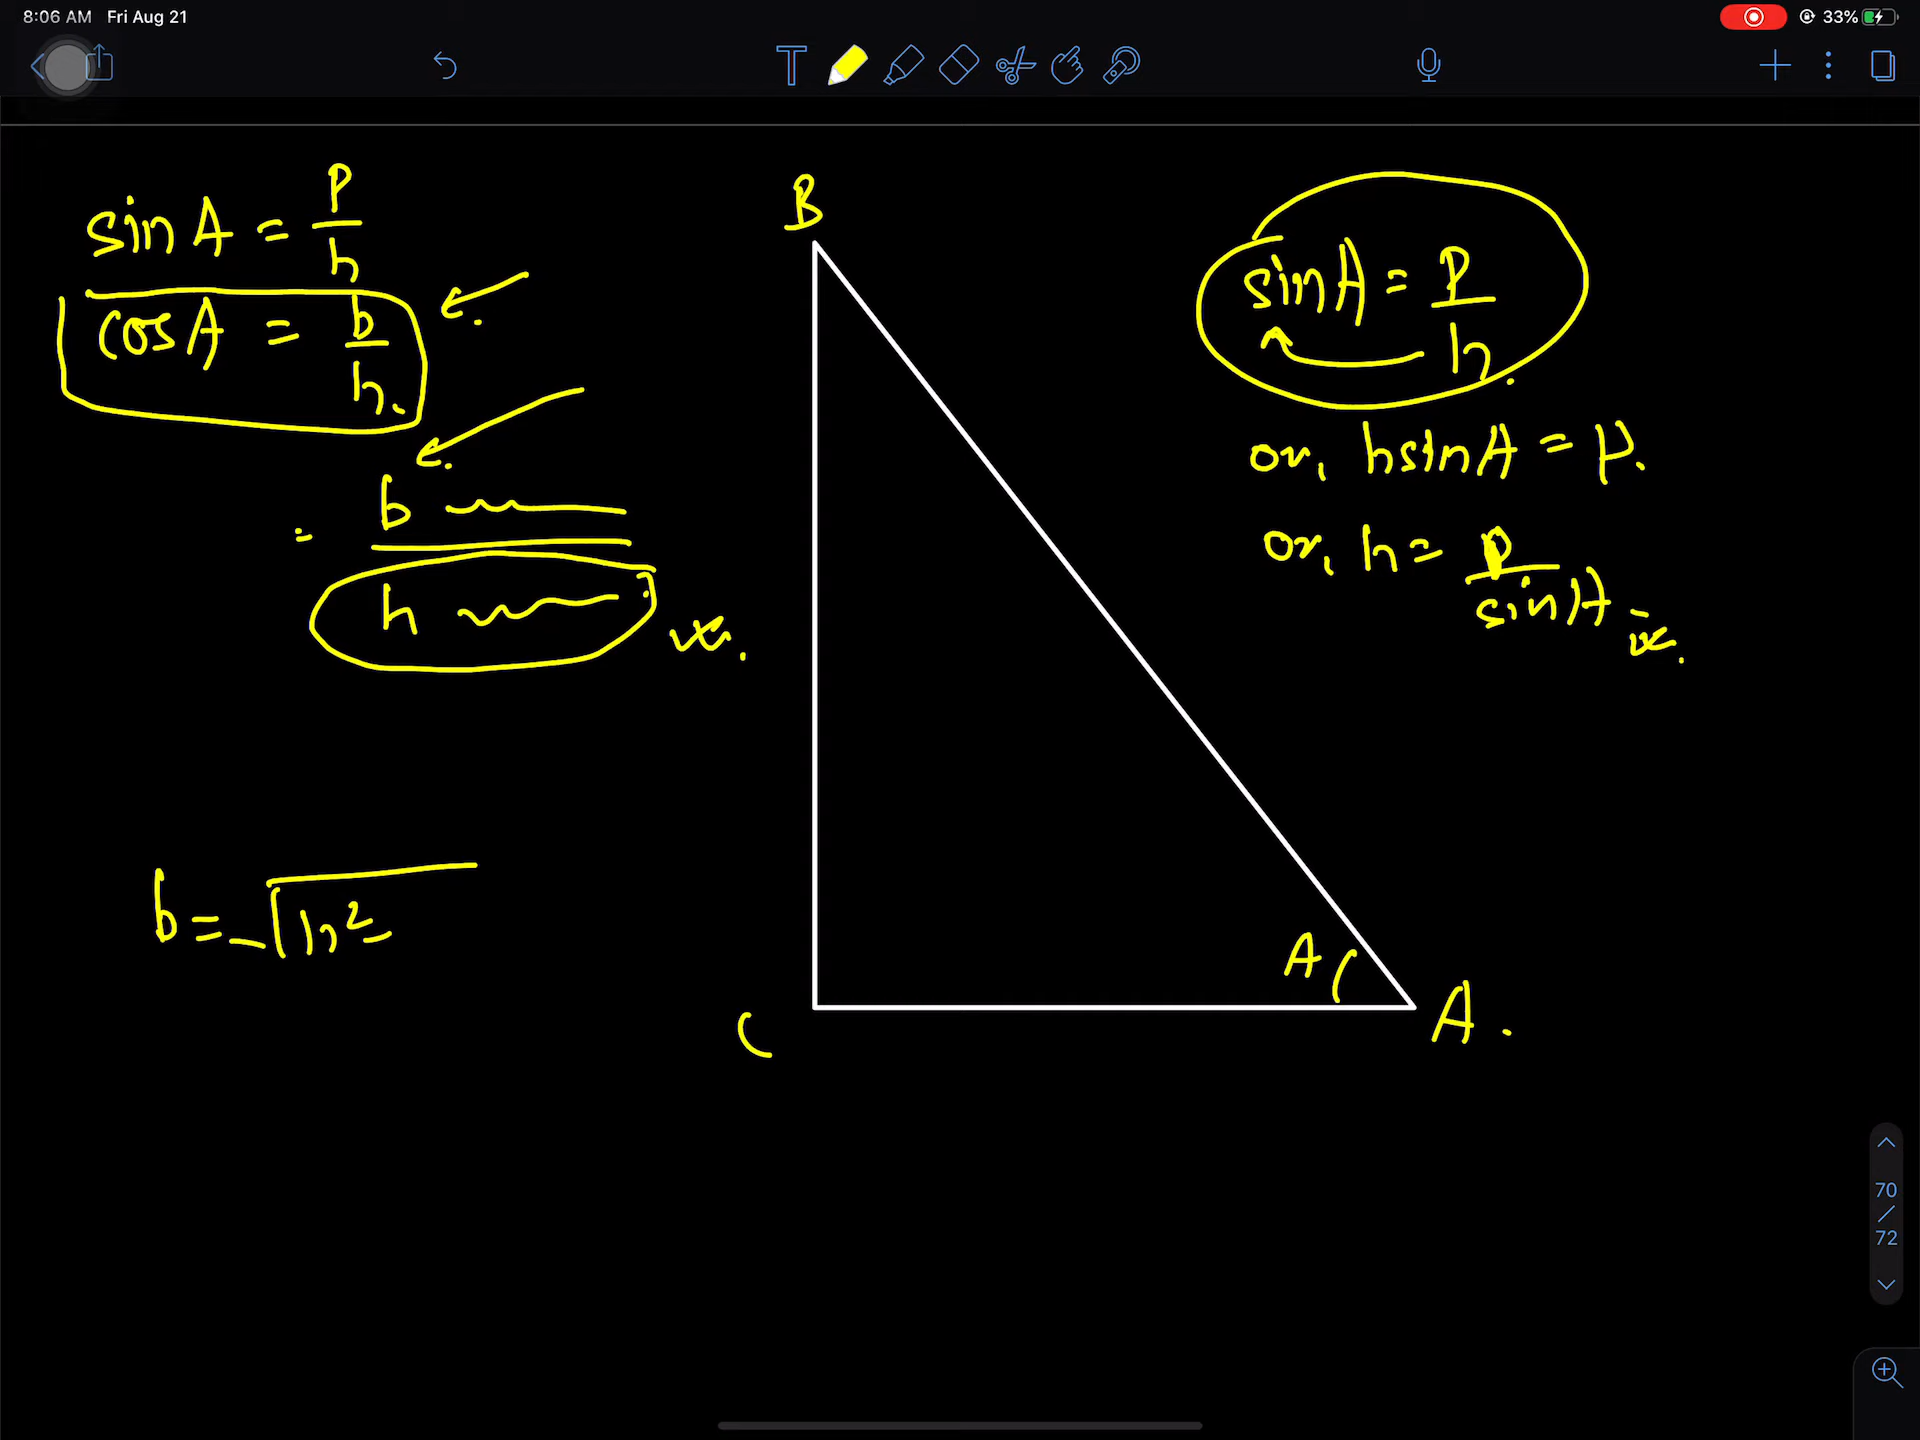 8:06 AM Fri Aug 21
33%
sin A = p/h
cos A = b/h.
= b
h
b = √h²
B
C
A
A.
sin A = p/h.
or, h sin A = p.
or, h = p/sin A
70
/
72